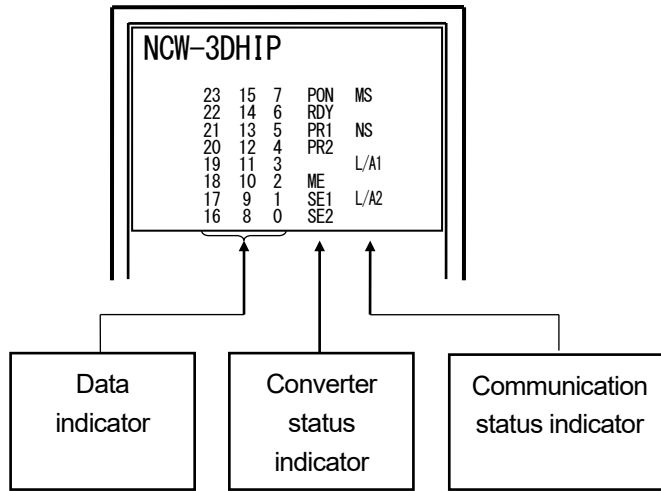 NCW-3DHIP
23 15 7 PON MS
22 14 6 RDY
21 13 5 PR1 NS
20 12 4 PR2
19 11 3 L/A1
18 10 2 ME
17 9 1 SE1 L/A2
16 8 0 SE2
Data
indicator
Converter
status
indicator
Communication
status indicator